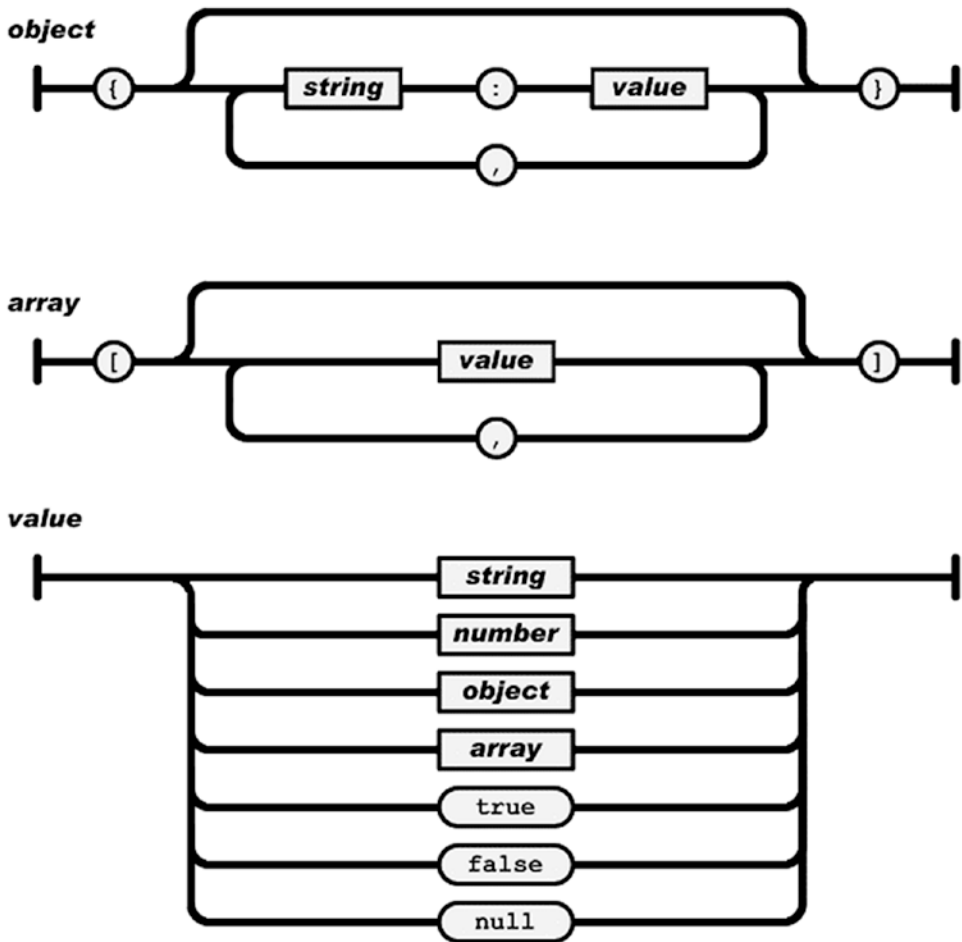 object
{ string : value }
,
array
[ value ]
,
value
string
number
object
array
true
false
null